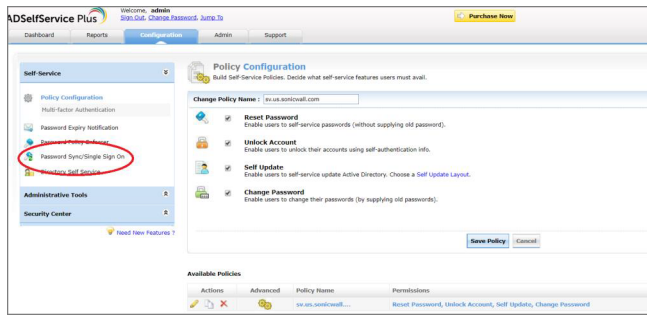 ADSelfService Plus
Welcome, admin
Sign Out, Change Password, Jump To
Purchase Now
Dashboard Reports Configuration Admin Support
Self-Service
Policy Configuration
Multi-factor Authentication
Password Expiry Notification
Password Policy Enforcer
Password Sync/Single Sign On
Directory Self Service
Administrative Tools
Security Center
Need New Features ?
Policy Configuration
Build Self-Service Policies. Decide what self-service features users must avail.
Change Policy Name : sv.us.sonicwall.com
Reset Password
Enable users to self-service passwords (without supplying old password).
Unlock Account
Enable users to unlock their accounts using self-authentication info.
Self Update
Enable users to self-service update Active Directory. Choose a Self Update Layout.
Change Password
Enable users to change their passwords (by supplying old passwords).
Save Policy Cancel
Available Policies
Actions Advanced Policy Name Permissions
sv.us.sonicwall.... Reset Password, Unlock Account, Self Update, Change Password